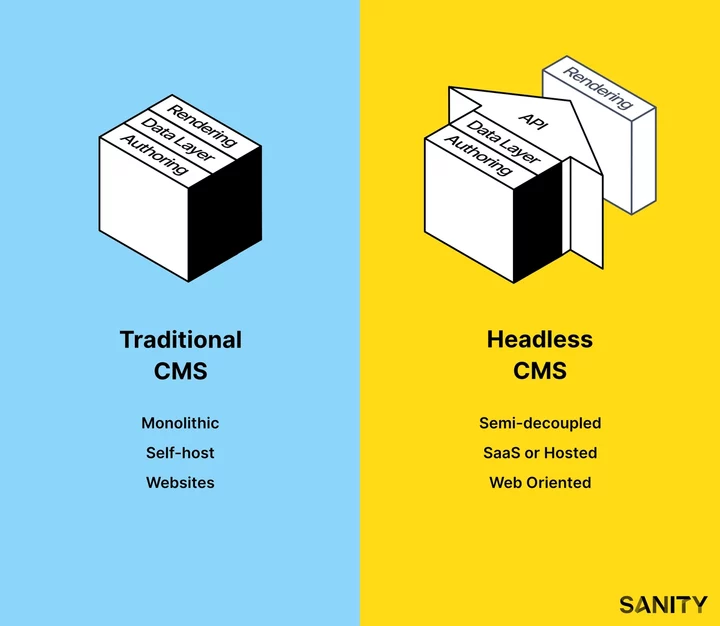 Rendering
Data Layer
Authoring
Traditional
CMS
Monolithic
Self-host
Websites
Rendering
API
Data Layer
Authoring
Headless
CMS
Semi-decoupled
SaaS or Hosted
Web Oriented
SANITY